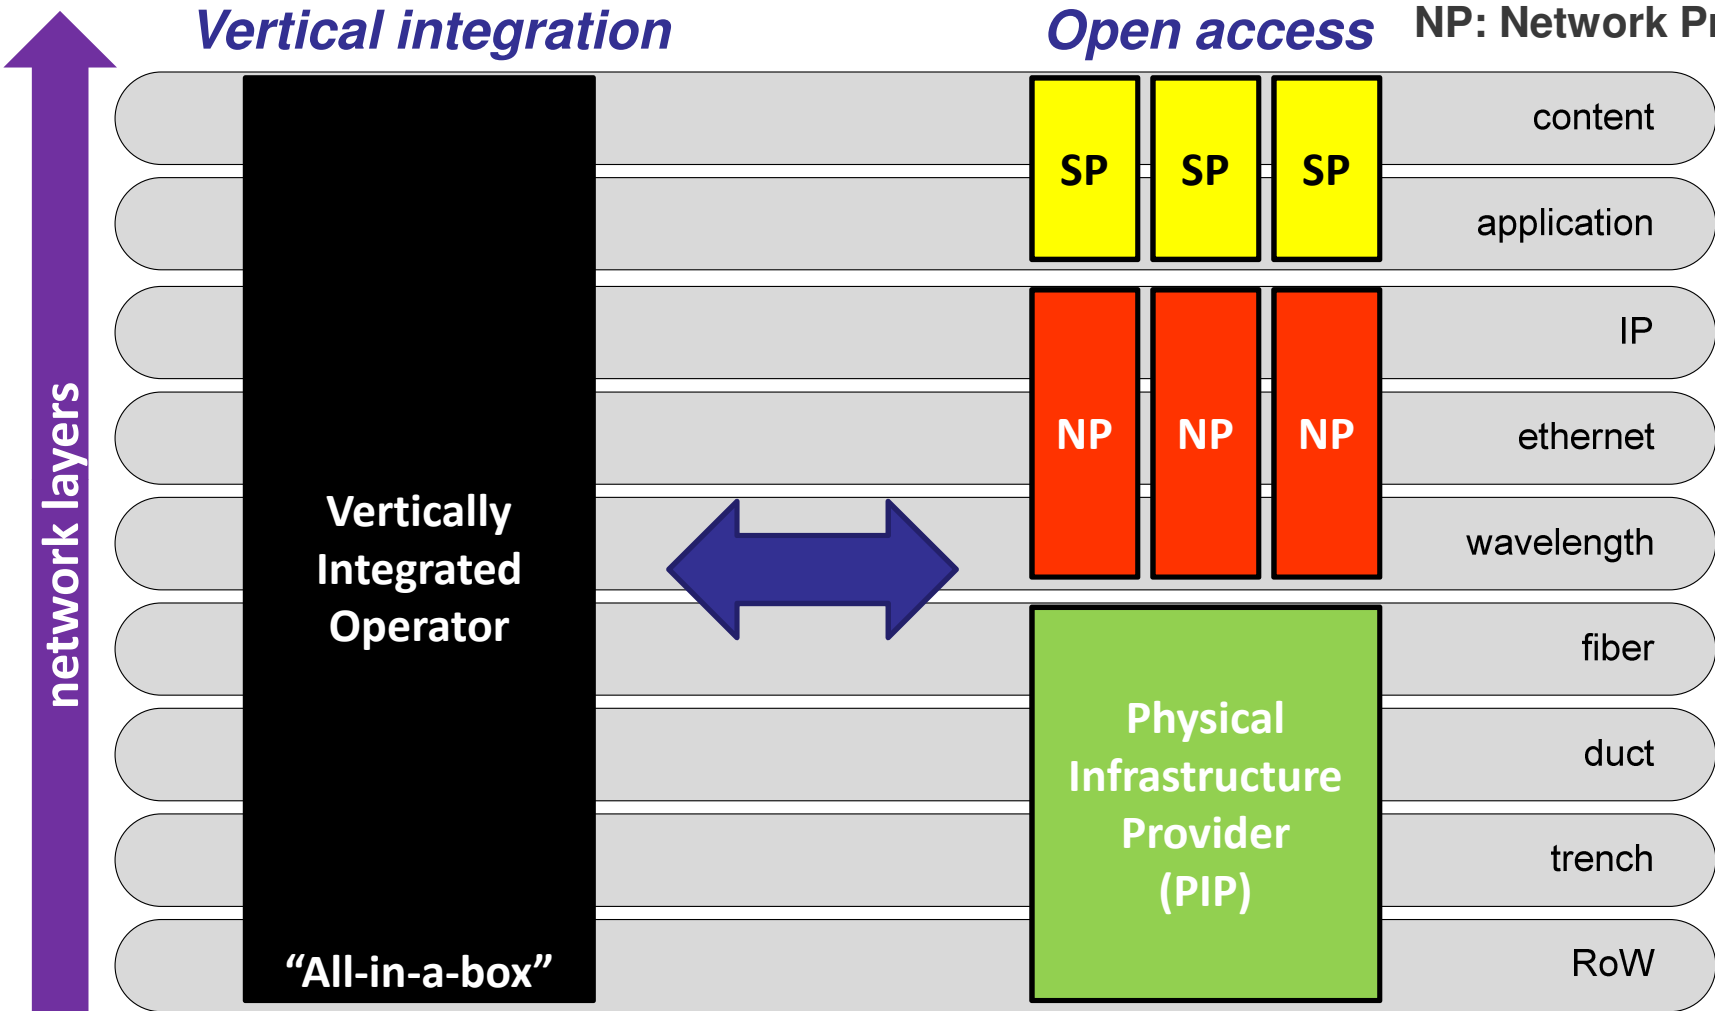 Vertical integration
Open access
NP: Network Pr
content
SP SP SP
application
IP
ethernet
NP NP NP
network layers
Vertically
Integrated
Operator
wavelength
fiber
Physical
Infrastructure
Provider
(PIP)
duct
trench
“All-in-a-box”
RoW